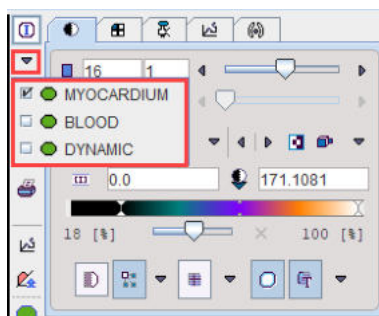 16 1
MYOCARDIUM
BLOOD
DYNAMIC
0.0 171.1081
18 [%] 100 [%]